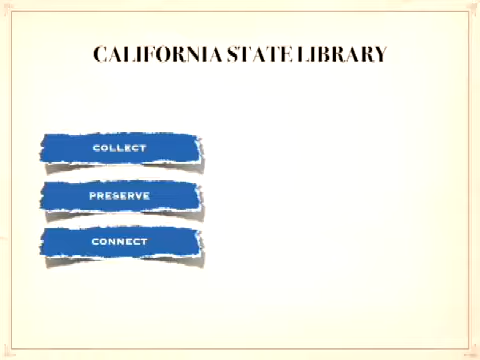 CALIFORNIA STATE LIBRARY
COLLECT
PRESERVE
CONNECT